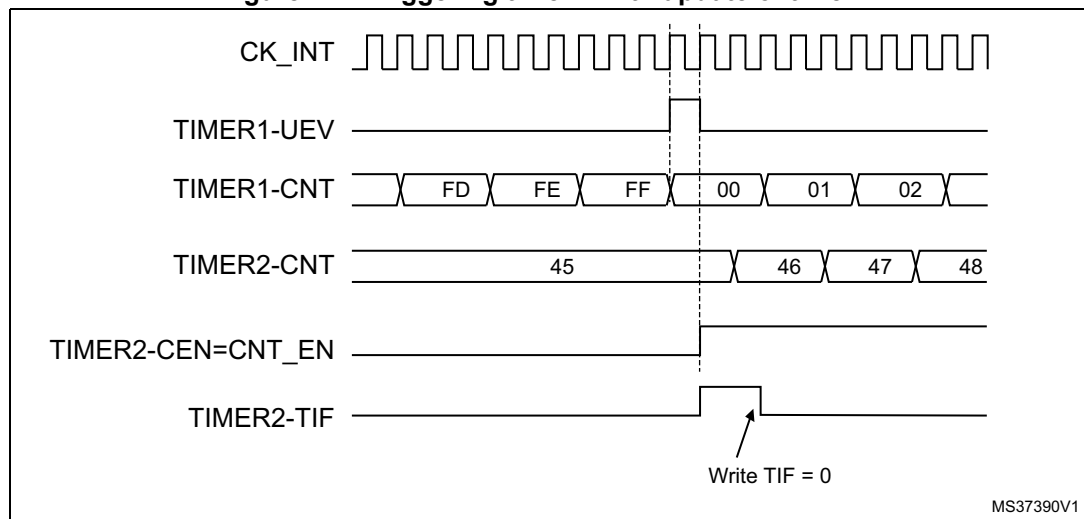 CK_INT
TIMER1-UEV
TIMER1-CNT FD FE FF 00 01 02
TIMER2-CNT 45 46 47 48
TIMER2-CEN=CNT_EN
TIMER2-TIF
Write TIF = 0
MS37390V1